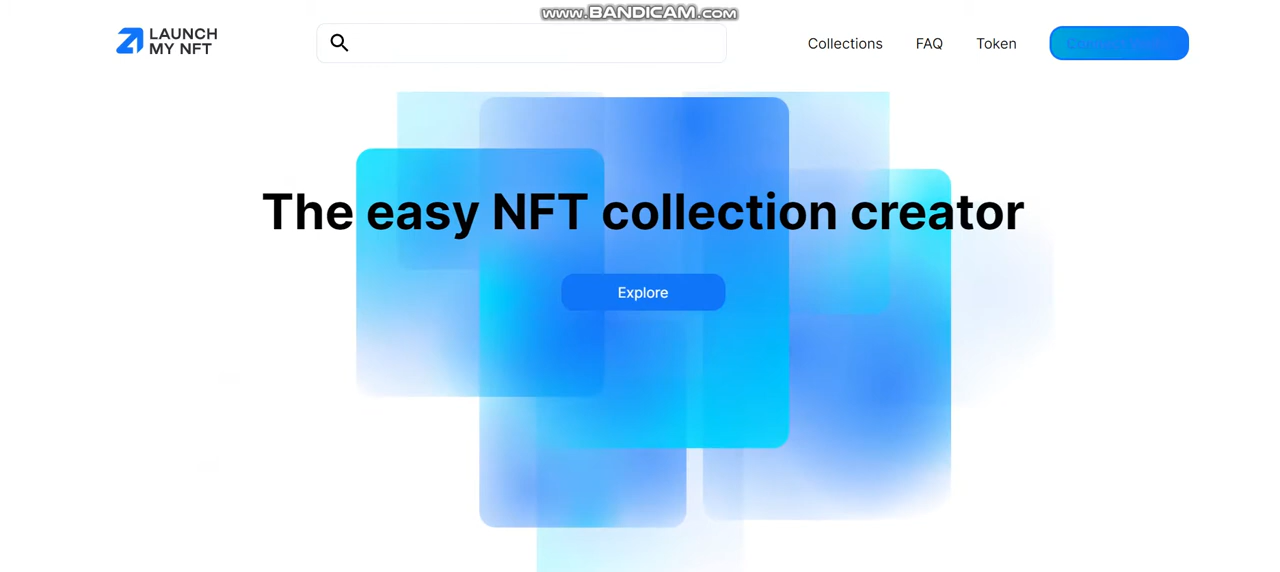 www.BANDICAM.com
LAUNCH
MY NFT
Collections
FAQ
Token
The easy NFT collection creator
Explore